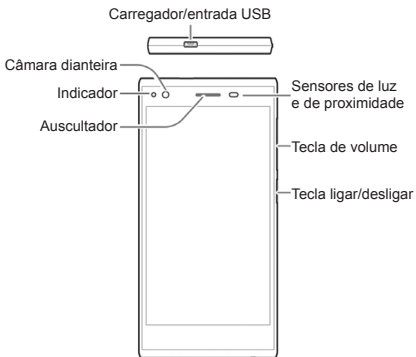 Carregador/entrada USB
Câmara dianteira
Indicador
Auscultador
Sensores de luz
e de proximidade
Tecla de volume
Tecla ligar/desligar